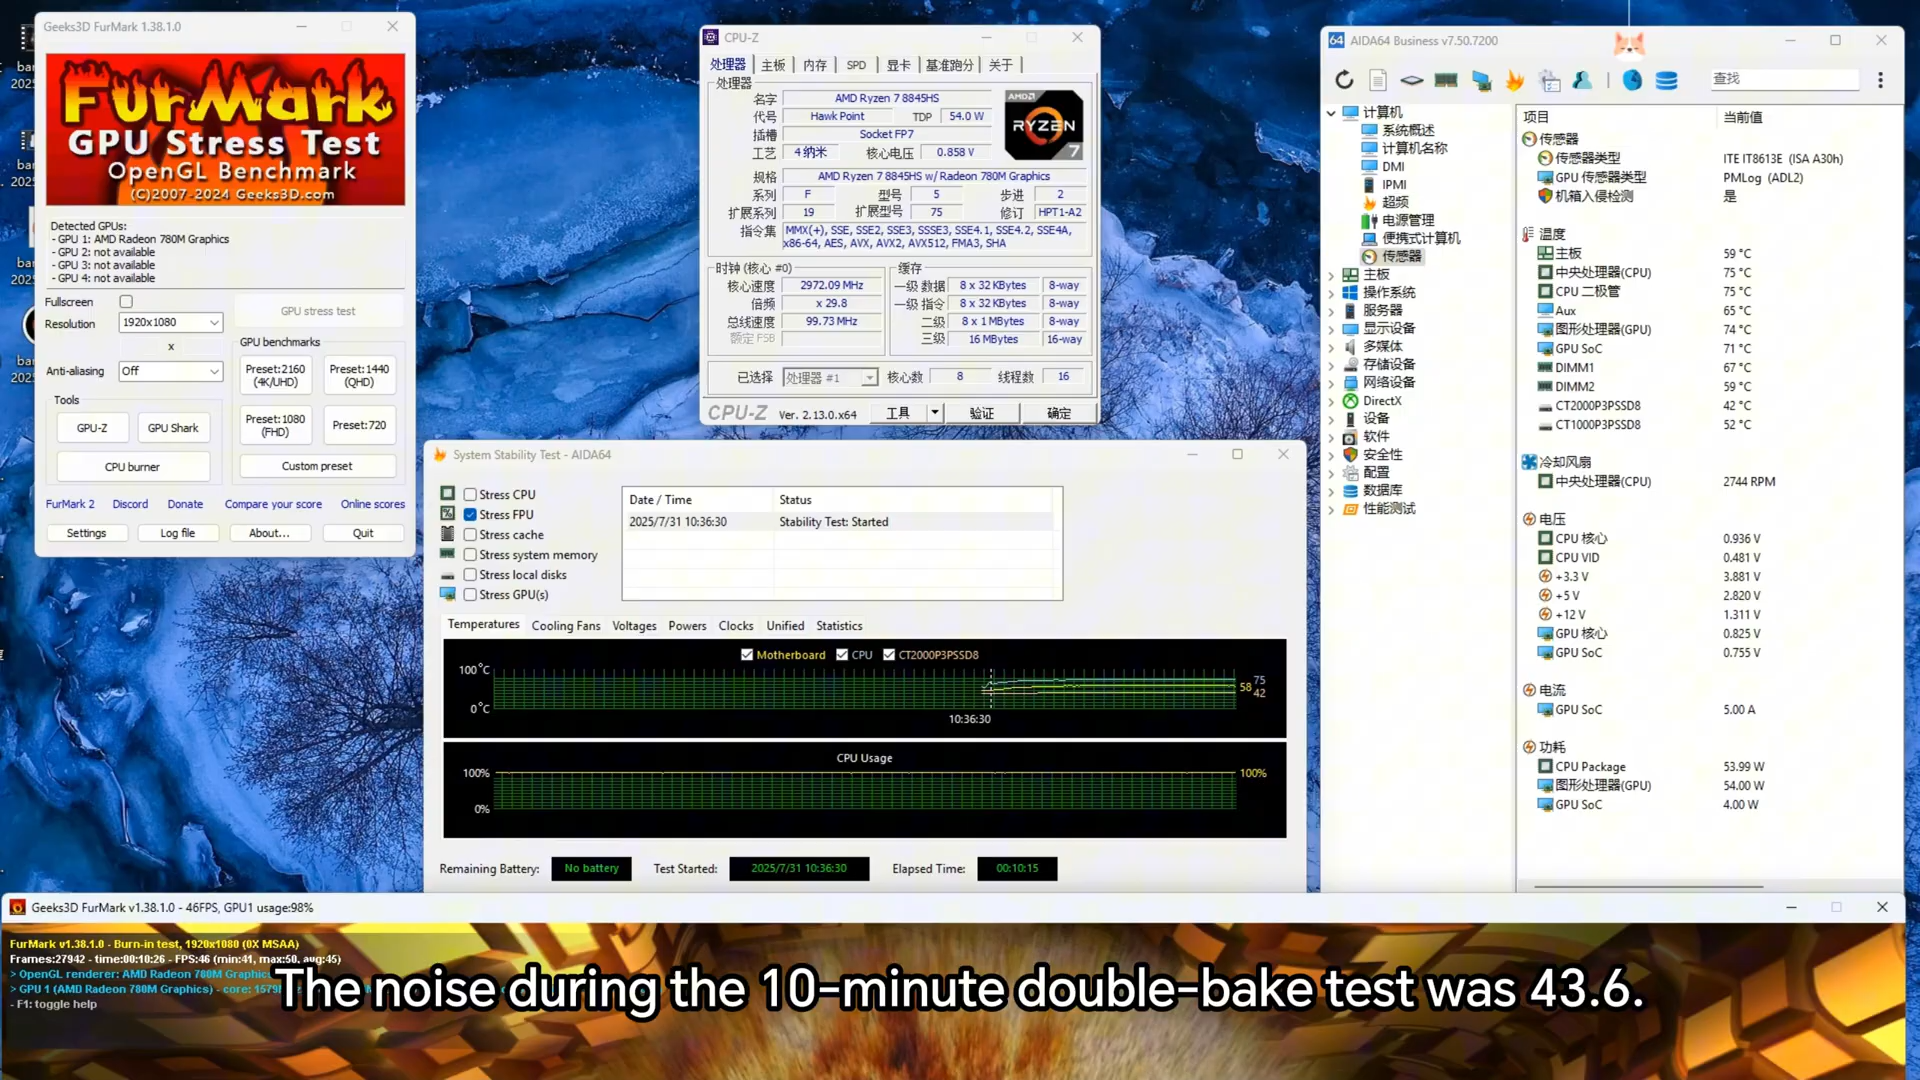 Geeks3D FurMark 1.38.1.0
FurMark
GPU Stress Test
OpenGL Benchmark
(C)2007-2024 Geeks3D.com
Detected GPUs:
- GPU 1: AMD Radeon 780M Graphics
- GPU 2: not available
- GPU 3: not available
- GPU 4: not available
Fullscreen
Resolution 1920x1080
GPU stress test
x
Anti-aliasing Off
GPU benchmarks
Preset:2160 (4K/UHD)
Preset:1440 (QHD)
Preset:1080 (FHD)
Preset:720
Custom preset
Tools
GPU-Z GPU Shark
CPU burner
FurMark 2 Discord Donate Compare your score Online scores
Settings Log file About... Quit
CPU-Z
处理器 主板 内存 SPD 显卡 基准跑分 关于
处理器
名字 AMD Ryzen 7 8845HS
代号 Hawk Point TDP 54.0 W
插槽 Socket FP7
工艺 4 纳米 核心电压 0.858 V
AMD
RYZEN
7
规格 AMD Ryzen 7 8845HS w/ Radeon 780M Graphics
系列 F 型号 5 步进 2
扩展系列 19 扩展型号 75 修订 HPT1-A2
指令集 MMX(+), SSE, SSE2, SSE3, SSSE3, SSE4.1, SSE4.2, SSE4A,
x86-64, AES, AVX, AVX2, AVX512, FMA3, SHA
时钟 (核心 #0)
核心速度 2972.09 MHz
倍频 x 29.8
总线速度 99.73 MHz
额定 FSB
缓存
一级 数据 8 x 32 KBytes 8-way
一级 指令 8 x 32 KBytes 8-way
二级 8 x 1 MBytes 8-way
三级 16 MBytes 16-way
已选择 处理器 #1 核心数 8 线程数 16
CPU-Z Ver. 2.13.0.x64 工具 验证 确定
System Stability Test - AIDA64
Stress CPU
Stress FPU
Stress cache
Stress system memory
Stress local disks
Stress GPU(s)
Date / Time Status
2025/7/31 10:36:30 Stability Test: Started
Temperatures Cooling Fans Voltages Powers Clocks Unified Statistics
Motherboard CPU CT2000P3PSSD8
100°C
0°C
75
58
42
10:36:30
CPU Usage
100% 100%
0%
Remaining Battery: No battery Test Started: 2025/7/31 10:36:30 Elapsed Time: 00:10:15
64 AIDA64 Business v7.50.7200
查找
计算机
系统概述
计算机名称
DMI
IPMI
超频
电源管理
便携式计算机
传感器
主板
操作系统
服务器
显示设备
多媒体
存储设备
网络设备
DirectX
设备
软件
安全性
配置
数据库
性能测试
项目 当前值
传感器
传感器类型 ITE IT8613E (ISA A30h)
GPU 传感器类型 PMLog (ADL2)
机箱入侵检测 是
温度
主板 59 °C
中央处理器(CPU) 75 °C
CPU 二极管 75 °C
Aux 65 °C
图形处理器(GPU) 74 °C
GPU SoC 71 °C
DIMM1 67 °C
DIMM2 59 °C
CT2000P3PSSD8 42 °C
CT1000P3PSSD8 52 °C
冷却风扇
中央处理器(CPU) 2744 RPM
电压
CPU 核心 0.936 V
CPU VID 0.481 V
+3.3 V 3.881 V
+5 V 2.820 V
+12 V 1.311 V
GPU 核心 0.825 V
GPU SoC 0.755 V
电流
GPU SoC 5.00 A
功耗
CPU Package 53.99 W
图形处理器(GPU) 54.00 W
GPU SoC 4.00 W
Geeks3D FurMark v1.38.1.0 - 46FPS, GPU1 usage:98%
FurMark v1.38.1.0 - Burn-in test, 1920x1080 (0X MSAA)
Frames:27942 - time:00:10:26 - FPS:46 (min:41, max:50, avg:45)
> OpenGL renderer: AMD Radeon 780M Graphics
> GPU 1 (AMD Radeon 780M Graphics) - core: 1579
- F1: toggle help
The noise during the 10-minute double-bake test was 43.6.